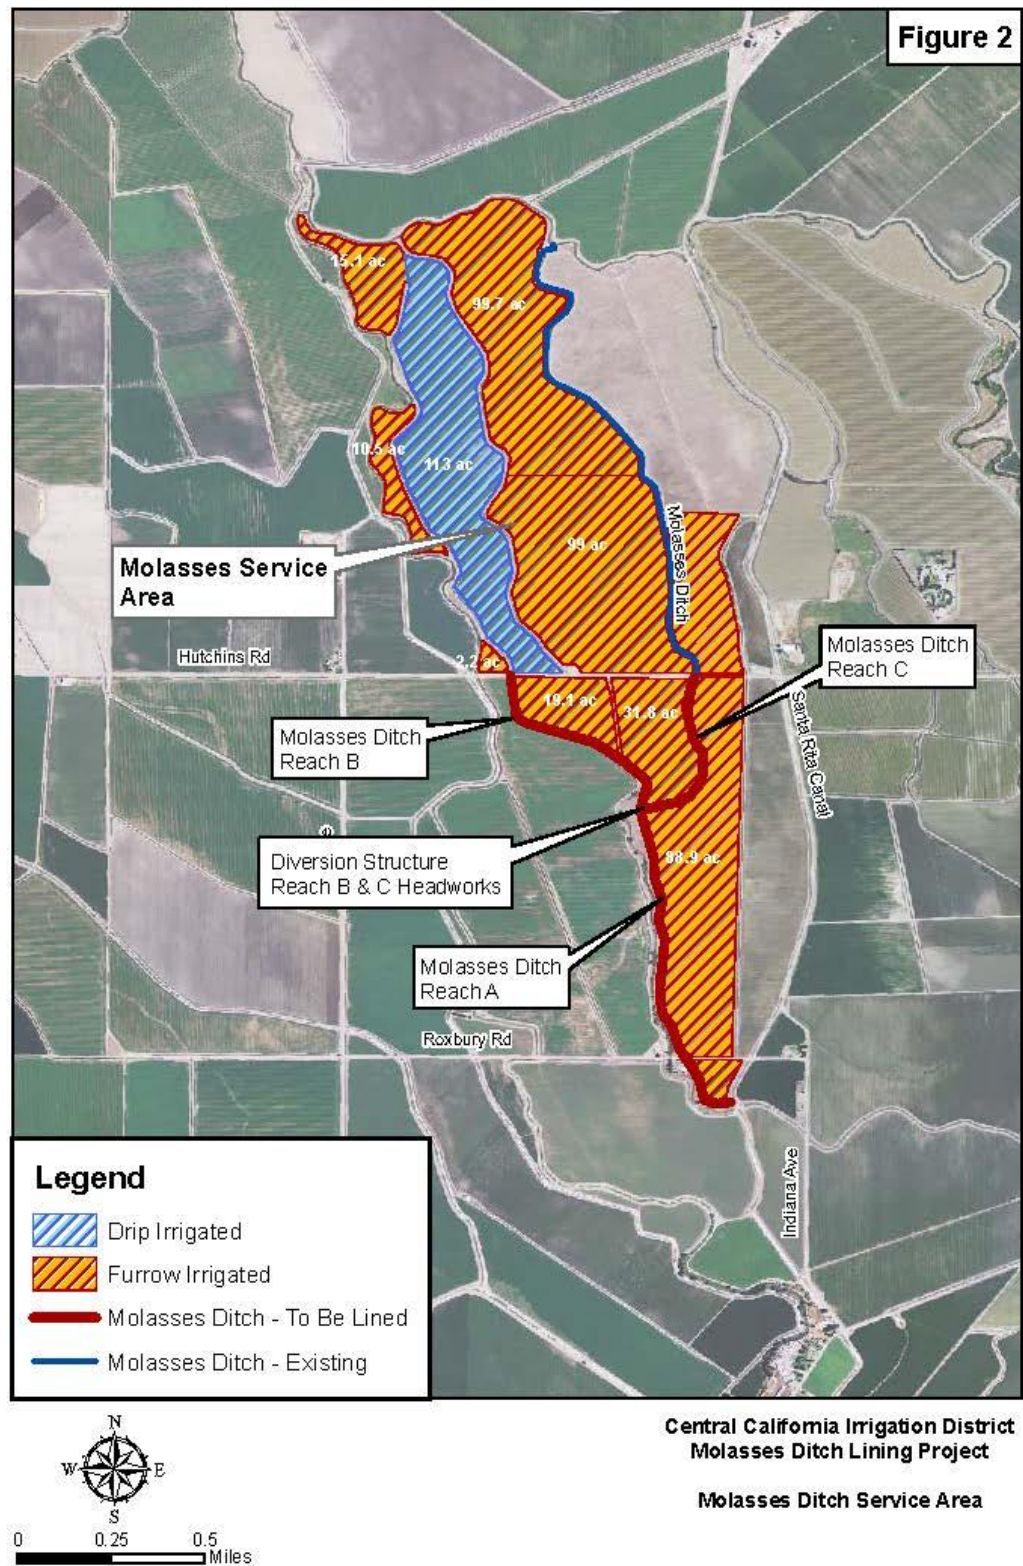 Figure 2
15.1 ac
99.7 ac
10.5 ac
113 ac
Molasses Ditch
99 ac
Molasses Service
Area
Hutchins Rd
2.2 ac
Molasses Ditch
Reach C
19.1 ac
31.8 ac
Santa Rita Canal
Molasses Ditch
Reach B
Diversion Structure
Reach B & C Headworks
98.9 ac
Molasses Ditch
Reach A
Roxbury Rd
Indiana Ave
Legend
Drip Irrigated
Furrow Irrigated
Molasses Ditch - To Be Lined
Molasses Ditch - Existing
N
W E
S
0 0.25 0.5
Miles
Central California Irrigation District
Molasses Ditch Lining Project
Molasses Ditch Service Area